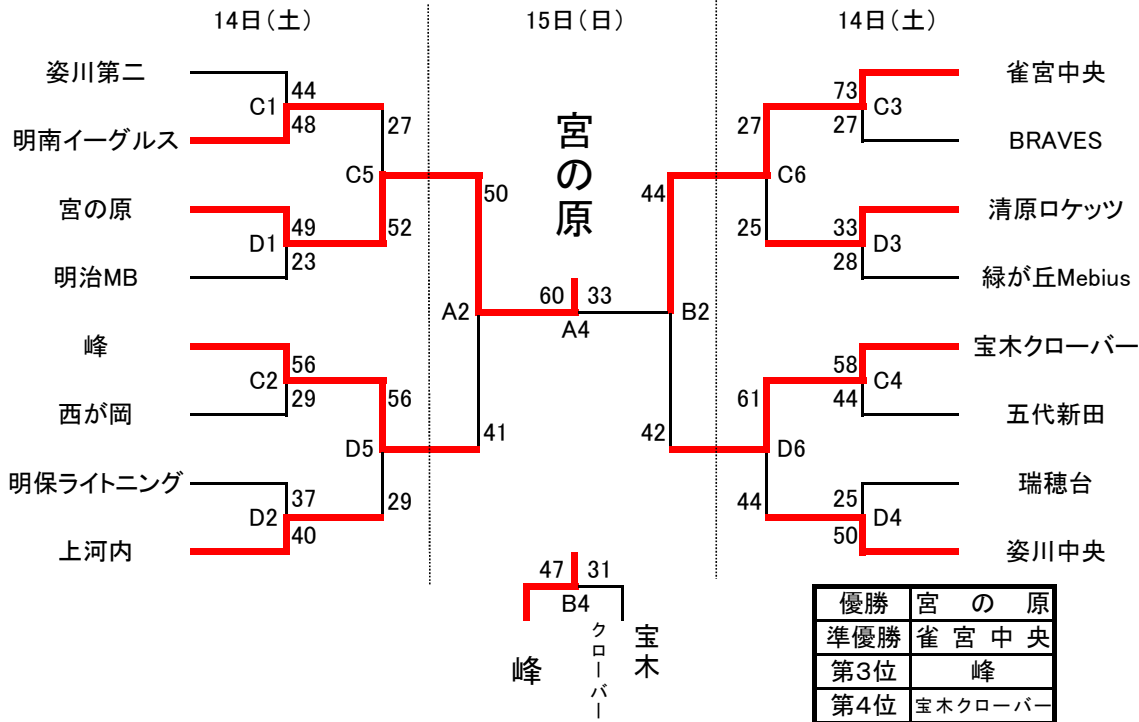 14日(土)
15日(日)
14日(土)
姿川第二
C1
44
48
明南イーグルス
27
C5
52
宮の原
D1
49
23
明治MB
50
A2
41
峰
C2
56
29
西が岡
56
D5
29
明保ライトニング
D2
37
40
上河内
宮の原
60
33
A4
雀宮中央
73
C3
27
BRAVES
27
C6
25
清原ロケッツ
33
D3
28
緑が丘Mebius
44
B2
42
宝木クローバー
58
C4
44
五代新田
61
D6
44
瑞穂台
25
D4
50
姿川中央
47
31
B4
峰
宝木
クローバー
優勝 宮の原
準優勝 雀宮中央
第3位 峰
第4位 宝木クローバー